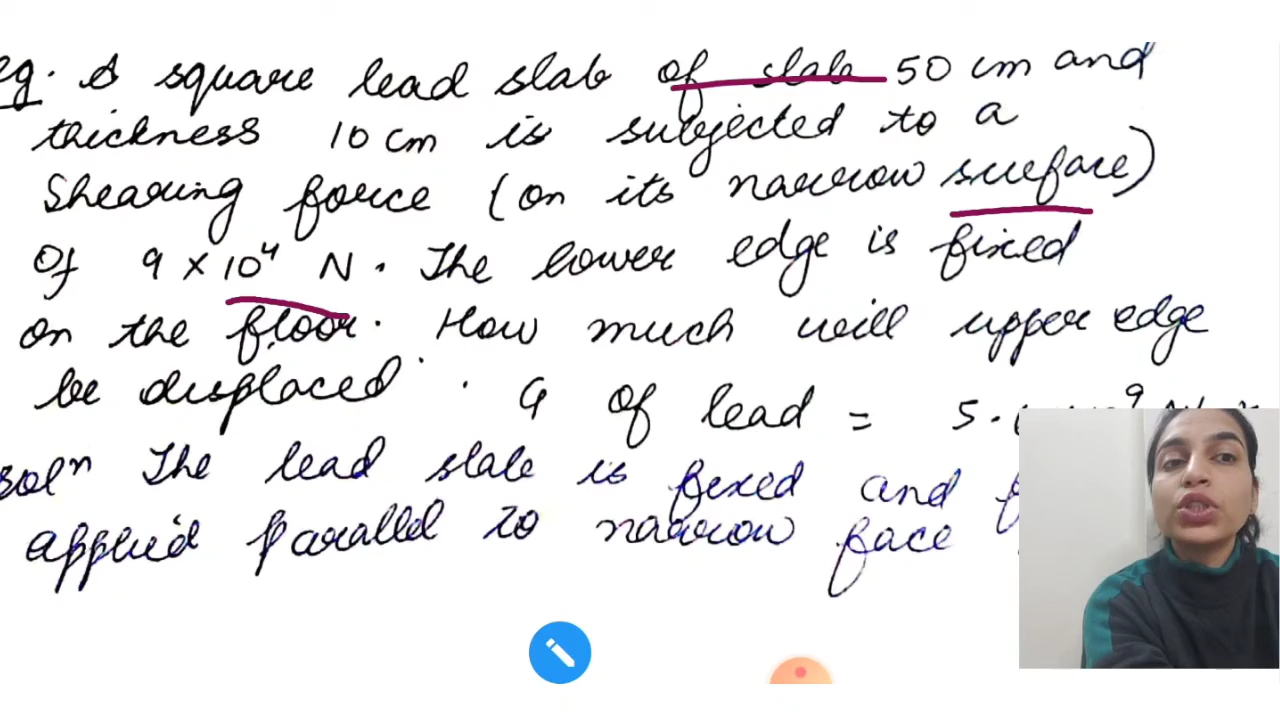 eg. A square lead slab of slab 50 cm and
thickness 10 cm is subjected to a
Shearing force (on its narrow surface)
Of 9 × 10⁴ N. The lower edge is fixed
on the floor. How much will upper edge
be displaced. G of lead = 5.
Solⁿ The lead slab is fixed and
applied parallel to narrow face